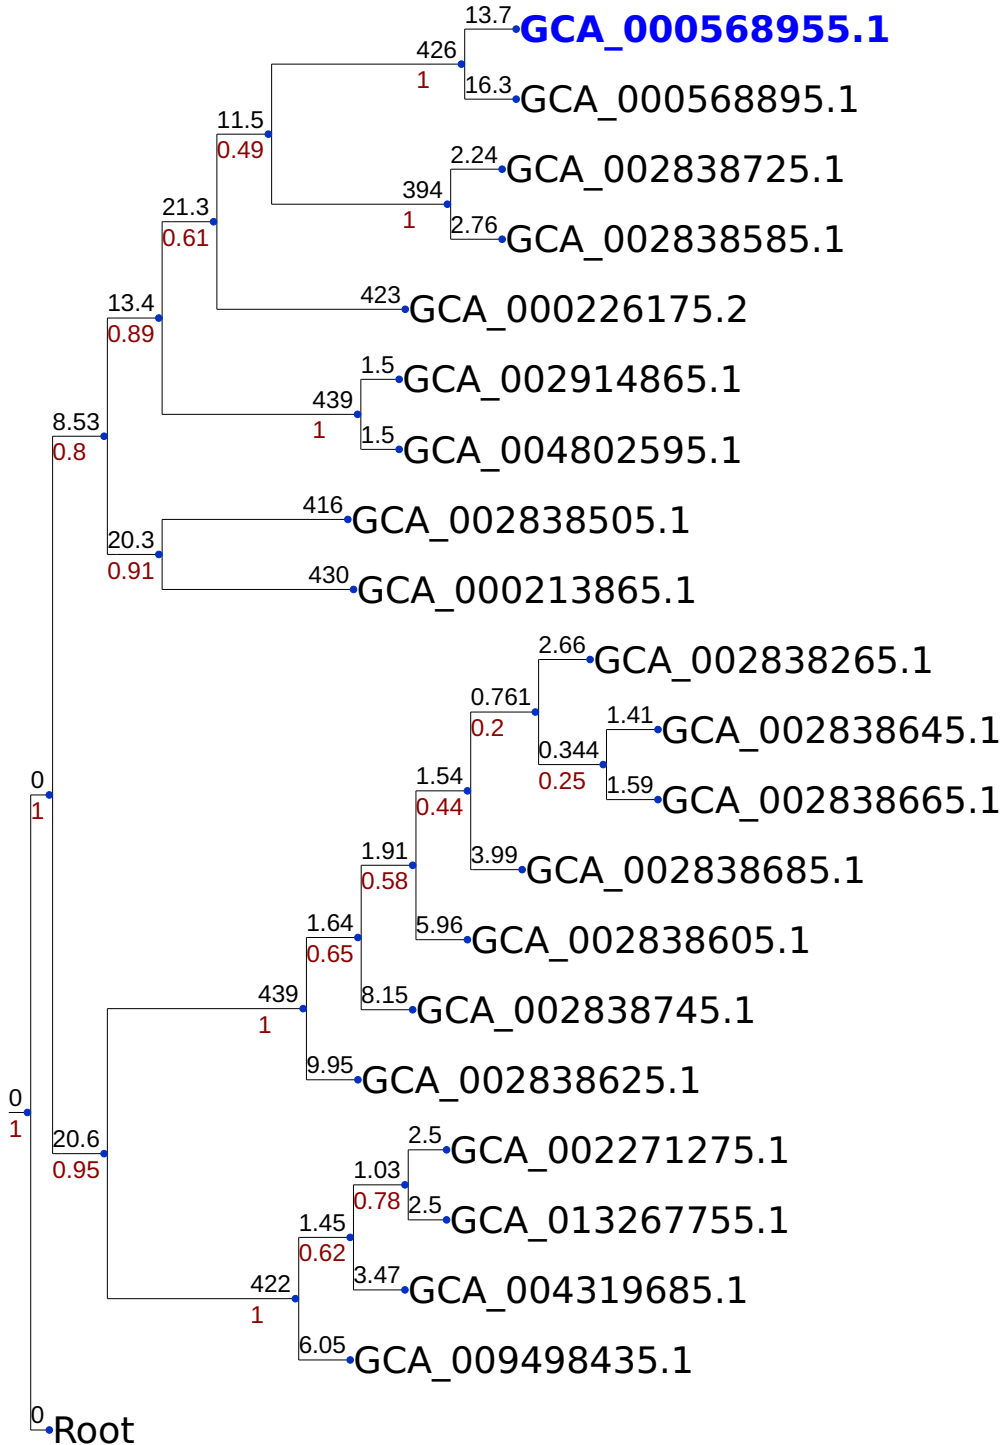 13.7
GCA_000568955.1
426
1
16.3
GCA_000568895.1
11.5
0.49
2.24
GCA_002838725.1
394
1
2.76
GCA_002838585.1
21.3
0.61
423
GCA_000226175.2
13.4
0.89
1.5
GCA_002914865.1
439
1
1.5
GCA_004802595.1
8.53
0.8
416
GCA_002838505.1
20.3
0.91
430
GCA_000213865.1
2.66
GCA_002838265.1
0.761
0.2
1.41
GCA_002838645.1
0.344
0.25
1.59
GCA_002838665.1
1.54
0.44
3.99
GCA_002838685.1
1.91
0.58
5.96
GCA_002838605.1
1.64
0.65
8.15
GCA_002838745.1
439
1
9.95
GCA_002838625.1
0
1
0
1
20.6
0.95
2.5
GCA_002271275.1
1.03
0.78
2.5
GCA_013267755.1
1.45
0.62
3.47
GCA_004319685.1
422
1
6.05
GCA_009498435.1
0
Root